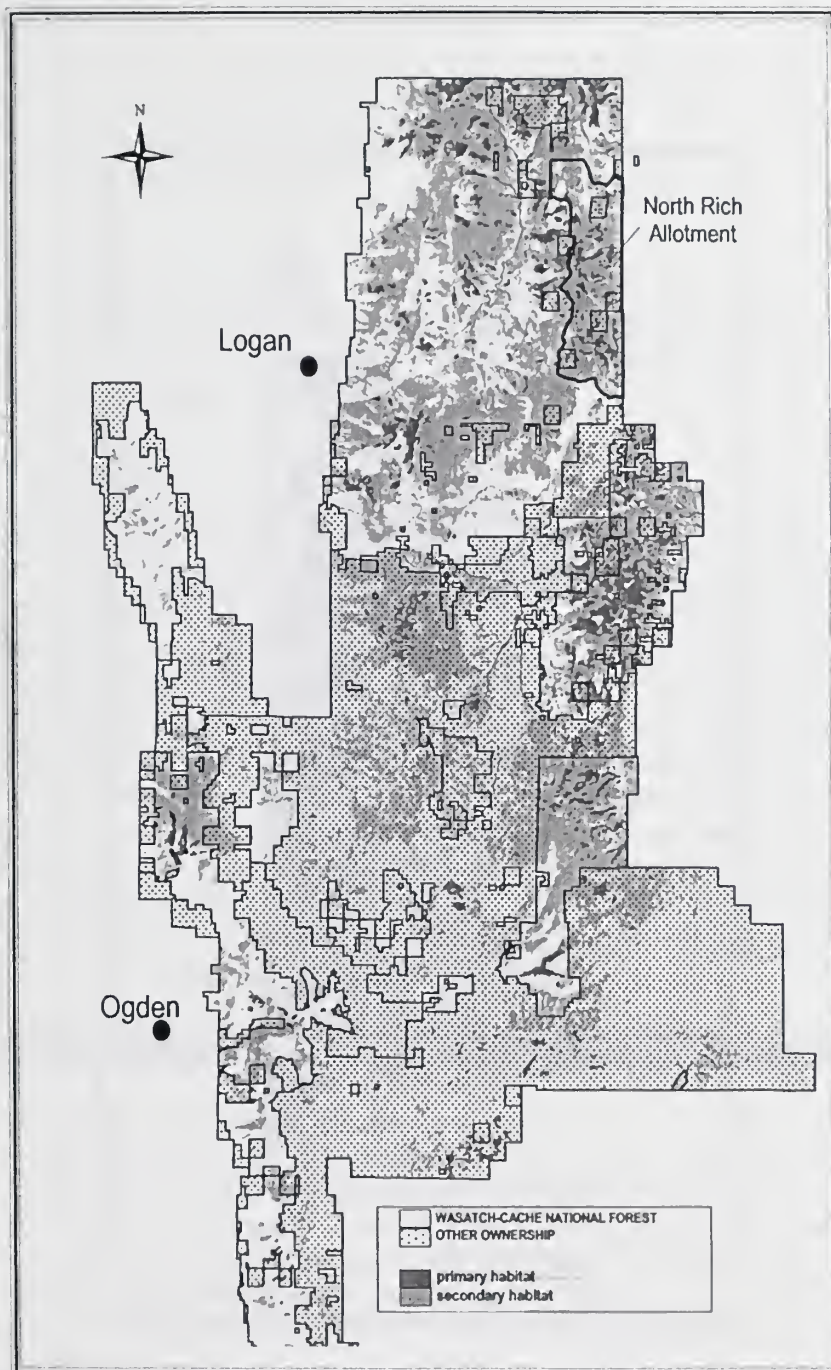 N
North Rich
Allotment
Logan
Ogden
WASATCH-CACHE NATIONAL FOREST
OTHER OWNERSHIP
primary habitat
secondary habitat